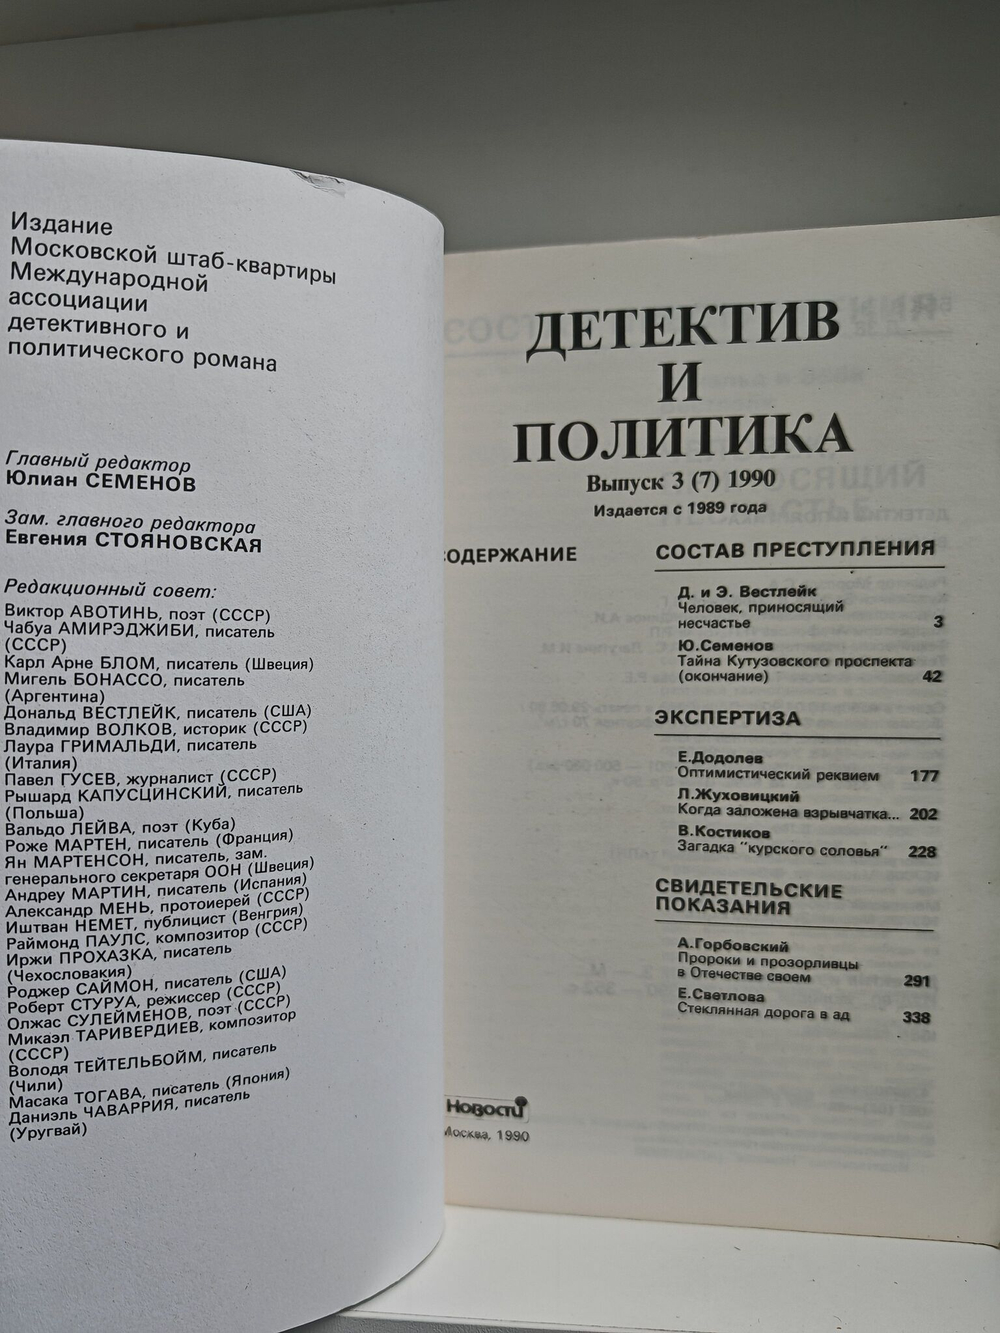 Издание
Московской штаб-квартиры
Международной
ассоциации
детективного и
политического романа
Главный редактор
Юлиан СЕМЕНОВ
Зам. главного редактора
Евгения СТОЯНОВСКАЯ
Редакционный совет:
Виктор АВОТИНЬ, поэт (СССР)
Чабуа АМИРЭДЖИБИ, писатель
(СССР)
Карл Арне БЛОМ, писатель (Швеция)
Мигель БОНАССО, писатель
(Аргентина)
Дональд ВЕСТЛЕЙК, писатель (США)
Владимир ВОЛКОВ, историк (СССР)
Лаура ГРИМАЛЬДИ, писатель
(Италия)
Павел ГУСЕВ, журналист (СССР)
Рышард КАПУСЦИНСКИЙ, писатель
(Польша)
Вальдо ЛЕЙВА, поэт (Куба)
Роже МАРТЕН, писатель (Франция)
Ян МАРТЕНСОН, писатель, зам.
генерального секретаря ООН (Швеция)
Андреу МАРТИН, писатель (Испания)
Александр МЕНЬ, протоиерей (СССР)
Иштван НЕМЕТ, публицист (Венгрия)
Раймонд ПАУЛС, композитор (СССР)
Иржи ПРОХАЗКА, писатель
(Чехословакия)
Роджер САЙМОН, писатель (США)
Роберт СТУРУА, режиссер (СССР)
Олжас СУЛЕЙМЕНОВ, поэт (СССР)
Микаэл ТАРИВЕРДИЕВ, композитор
(СССР)
Володя ТЕЙТЕЛЬБОЙМ, писатель
(Чили)
Масака ТОГАВА, писатель (Япония)
Даниэль ЧАВАРРИЯ, писатель
(Уругвай)
ДЕТЕКТИВ
И
ПОЛИТИКА
Выпуск 3 (7) 1990
Издается с 1989 года
СОДЕРЖАНИЕ
СОСТАВ ПРЕСТУПЛЕНИЯ
Д. и Э. Вестлейк
Человек, приносящий
несчастье 3
Ю.Семенов
Тайна Кутузовского проспекта
(окончание) 42
ЭКСПЕРТИЗА
Е.Додолев
Оптимистический реквием 177
Л.Жуховицкий
Когда заложена взрывчатка... 202
В.Костиков
Загадка "курского соловья" 228
СВИДЕТЕЛЬСКИЕ
ПОКАЗАНИЯ
А.Горбовский
Пророки и прозорливцы
в Отечестве своем 291
Е.Светлова
Стеклянная дорога в ад 338
Новости
Москва, 1990